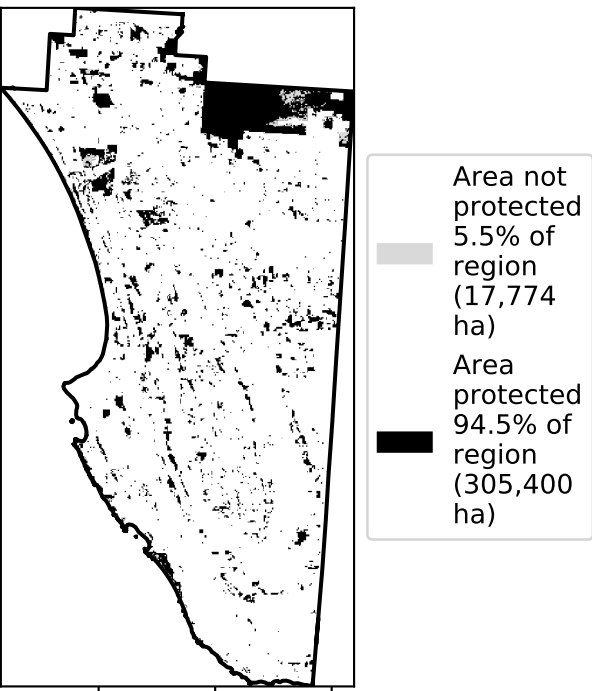 Area not
protected
5.5% of
region
(17,774
ha)
Area
protected
94.5% of
region
(305,400
ha)